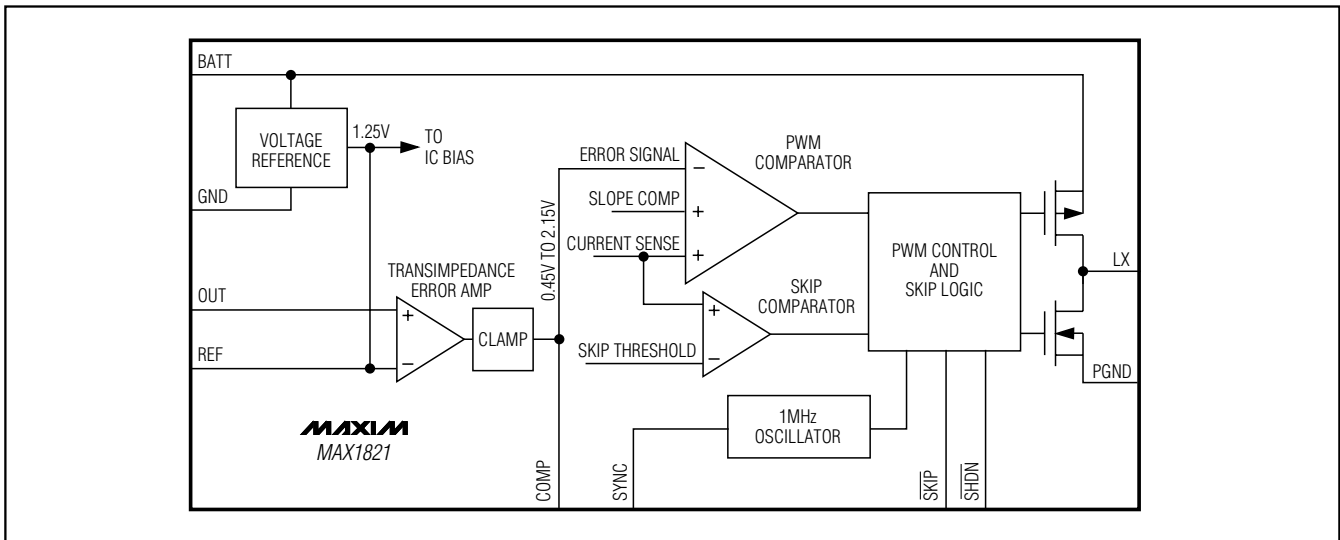 BATT
VOLTAGE
REFERENCE
1.25V
TO
IC BIAS
GND
TRANSIMPEDANCE
ERROR AMP
OUT
+
REF
−
CLAMP
0.45V TO 2.15V
ERROR SIGNAL
−
SLOPE COMP
+
CURRENT SENSE
+
PWM
COMPARATOR
SKIP
COMPARATOR
+
SKIP THRESHOLD
−
PWM CONTROL
AND
SKIP LOGIC
LX
PGND
1MHz
OSCILLATOR
MAXIM
MAX1821
COMP
SYNC
SKIP
SHDN